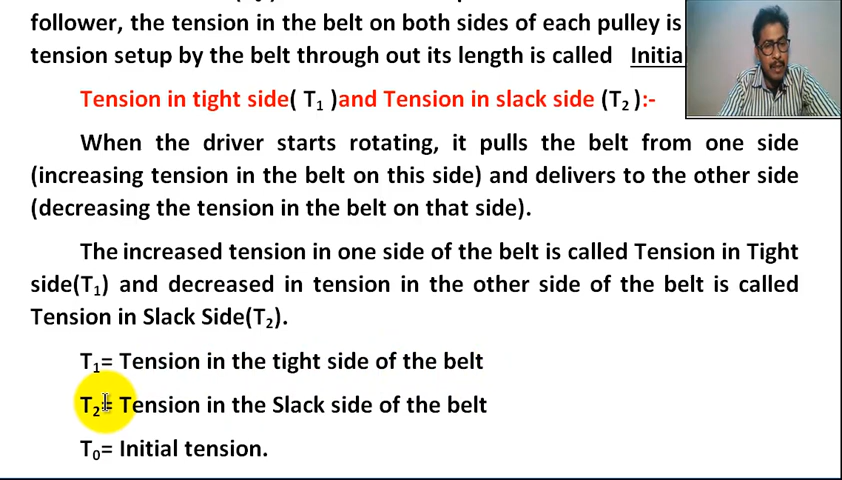 follower, the tension in the belt on both sides of each pulley is
tension setup by the belt through out its length is called Initia
Tension in tight side( T₁ )and Tension in slack side (T₂ ):-
When the driver starts rotating, it pulls the belt from one side
(increasing tension in the belt on this side) and delivers to the other side
(decreasing the tension in the belt on that side).
The increased tension in one side of the belt is called Tension in Tight
side(T₁) and decreased in tension in the other side of the belt is called
Tension in Slack Side(T₂).
T₁= Tension in the tight side of the belt
T₂= Tension in the Slack side of the belt
T₀= Initial tension.